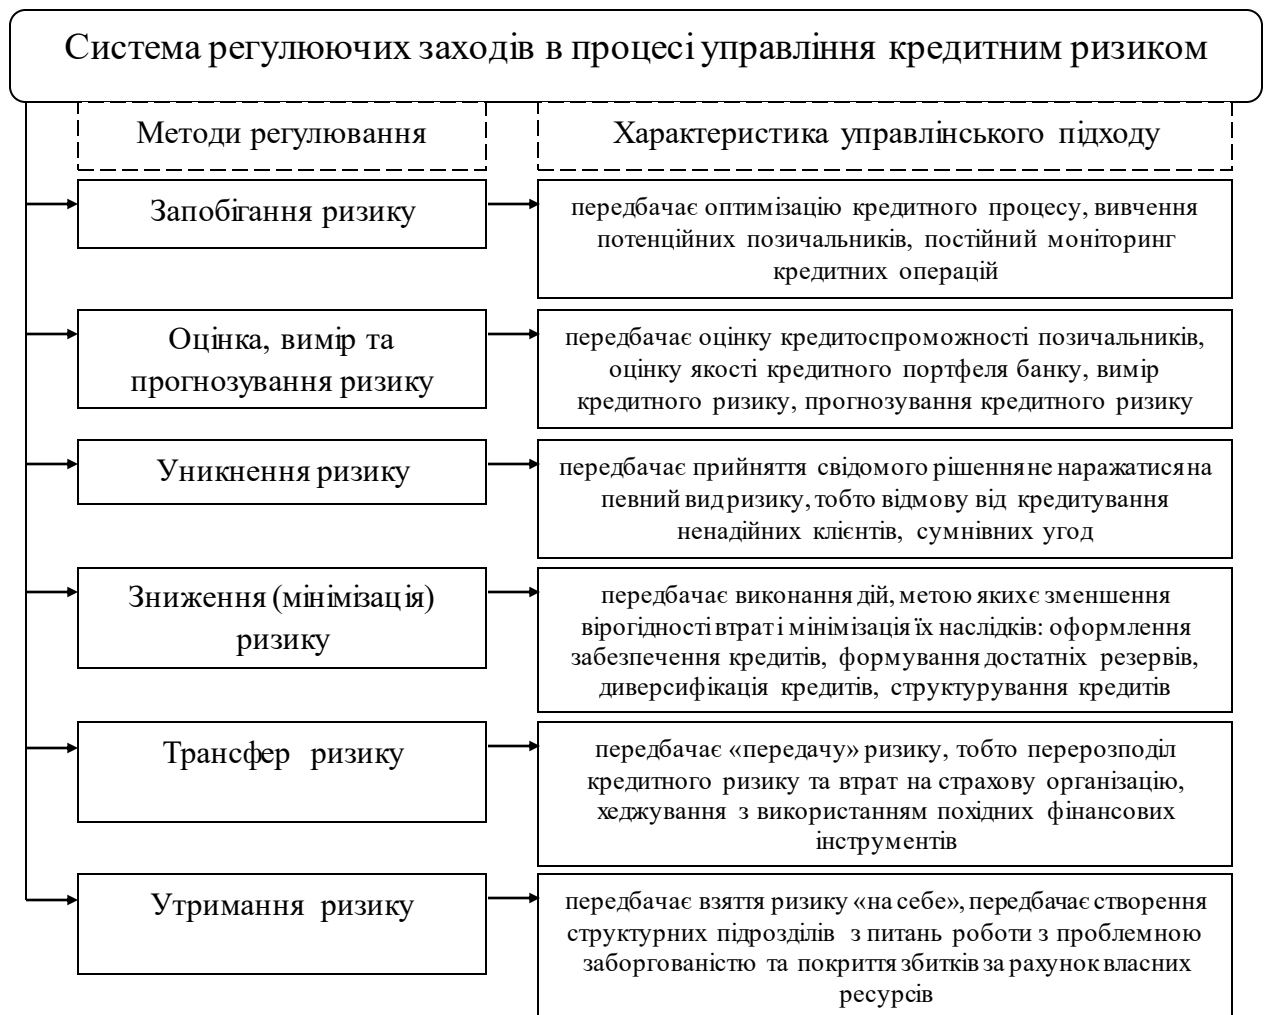 Система регулюючих заходів в процесі управління кредитним ризиком
Методи регулювання
Характеристика управлінського підходу
Запобігання ризику
передбачає оптимізацію кредитного процесу, вивчення
потенційних позичальників, постійний моніторинг
кредитних операцій
Оцінка, вимір та
прогнозування ризику
передбачає оцінку кредитоспроможності позичальників,
оцінку якості кредитного портфеля банку, вимір
кредитного ризику, прогнозування кредитного ризику
Уникнення ризику
передбачає прийняття свідомого рішення не наражатися на
певний вид ризику, тобто відмову від кредитування
ненадійних клієнтів, сумнівних угод
Зниження (мінімізація)
ризику
передбачає виконання дій, метою яких є зменшення
вірогідності втрат і мінімізація їх наслідків: оформлення
забезпечення кредитів, формування достатніх резервів,
диверсифікація кредитів, структурування кредитів
Трансфер ризику
передбачає «передачу» ризику, тобто перерозподіл
кредитного ризику та втрат на страхову організацію,
хеджування з використанням похідних фінансових
інструментів
Утримання ризику
передбачає взяття ризику «на себе», передбачає створення
структурних підрозділів з питань роботи з проблемною
заборгованістю та покриття збитків за рахунок власних
ресурсів